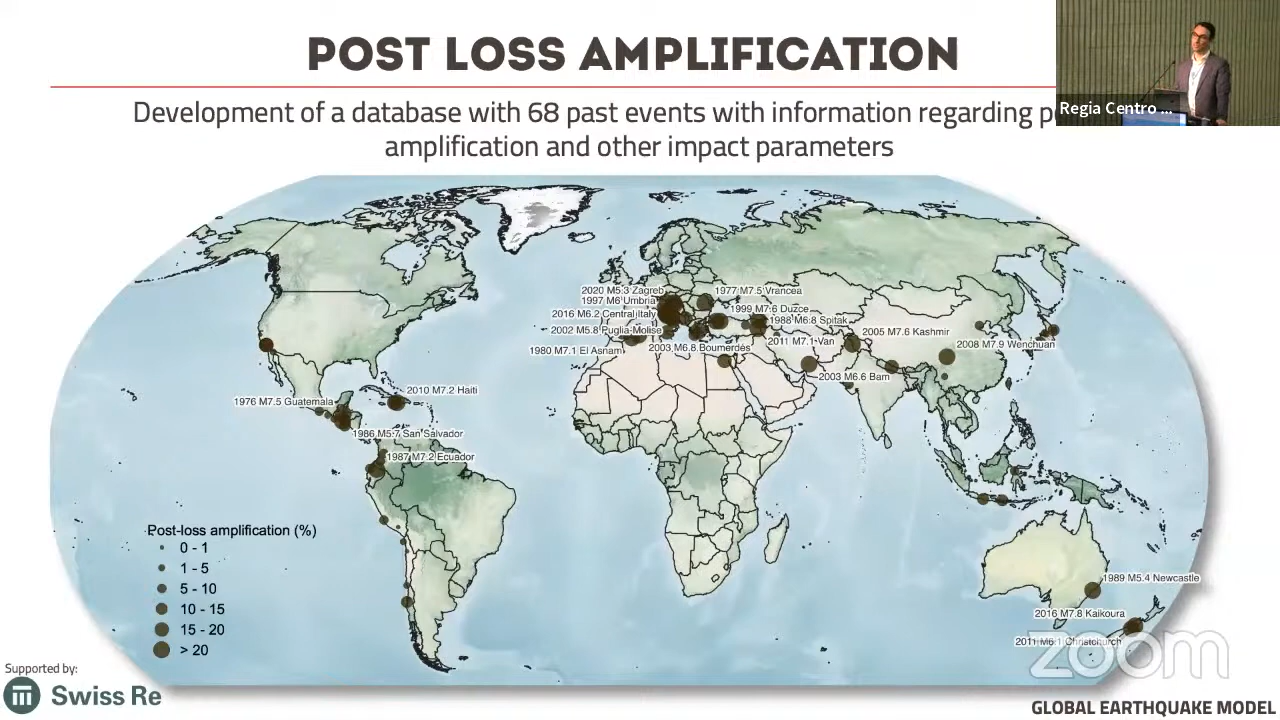 POST LOSS AMPLIFICATION
Regia Centro ...
Development of a database with 68 past events with information regarding
amplification and other impact parameters
2020 M5.3 Zagreb
1977 M7.5 Vrancea
1997 M6 Umbria
1999 M7.6 Duzce
2016 M6.2 Central Italy
1988 M6.8 Spitak
2002 M5.8 Puglia-Molise
2005 M7.6 Kashmir
2011 M7.1 Van
2008 M7.9 Wenchuan
1980 M7.1 El Asnam
2003 M6.8 Boumerdès
2003 M6.6 Bam
2010 M7.2 Haiti
1976 M7.5 Guatemala
1986 M5.7 San Salvador
1987 M7.2 Ecuador
Post-loss amplification (%)
0 - 1
1 - 5
5 - 10
10 - 15
15 - 20
> 20
1989 M5.4 Newcastle
2016 M7.8 Kaikoura
2011 M6.1 Christchurch
zoom
Supported by:
Swiss Re
GLOBAL EARTHQUAKE MODEL